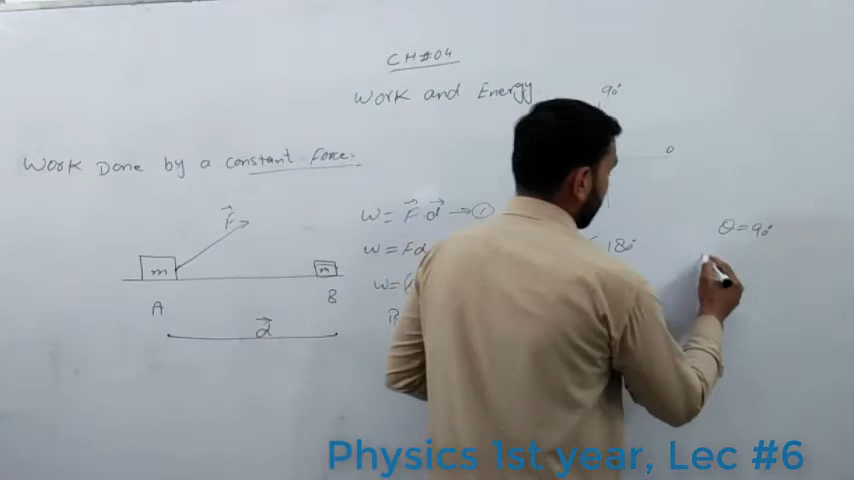 CH#04
Work and Energy
90°
0
Work Done by a constant Force:-
F
W = F d → ①
θ = 90°
W = Fd
180°
m
m
A
B
d
W = (
Physics 1st year, Lec #6